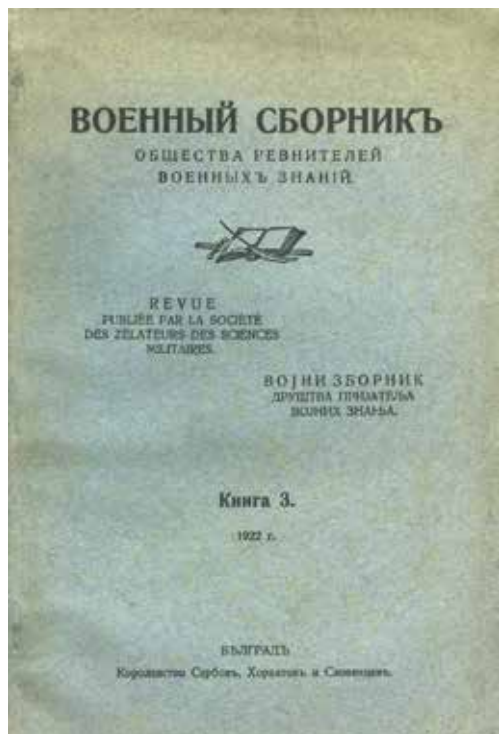 ВОЕННЫЙ СБОРНИКЪ
ОБЩЕСТВА РЕВНИТЕЛЕЙ
ВОЕННЫХЪ ЗНАНІЙ.
REVUE
PUBLIÉE PAR LA SOCIÉTÉ
DES ZÉLATEURS DES SCIENCES
MILITAIRES.
ВОЈНИ ЗБОРНИК
ДРУШТВА ПРИЈАТЕЉА
ВОЈНИХ ЗНАЊА.
Книга 3.
1922 г.
БѢЛГРАДЪ
Королевство Сербовъ, Хорватовъ и Словенцевъ.